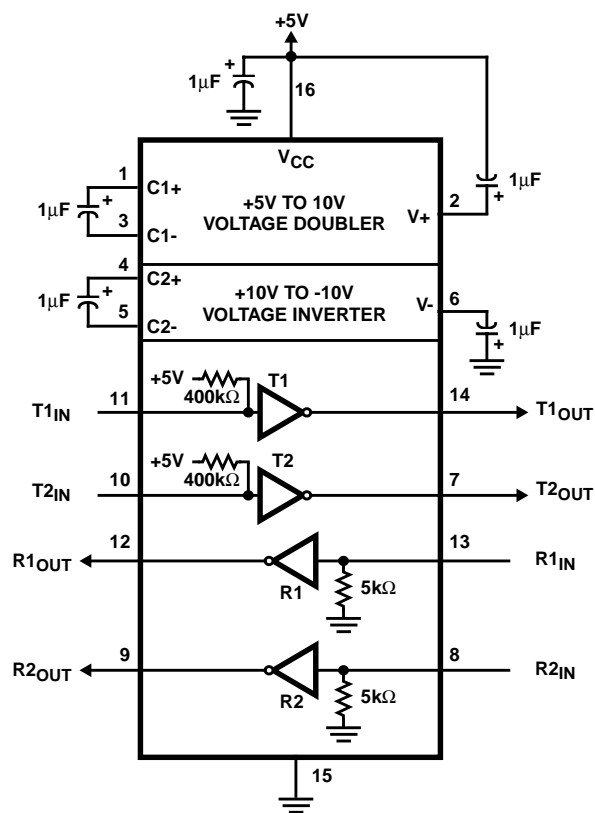 +5V
1μF
+
16
VCC
1
C1+
1μF
+
3
C1-
+5V TO 10V
VOLTAGE DOUBLER
V+
2
1μF
+
4
C2+
1μF
+
5
C2-
+10V TO -10V
VOLTAGE INVERTER
V-
6
1μF
+
T1IN
11
+5V
400kΩ
T1
14
T1OUT
T2IN
10
+5V
400kΩ
T2
7
T2OUT
R1OUT
12
R1
5kΩ
13
R1IN
R2OUT
9
R2
5kΩ
8
R2IN
15